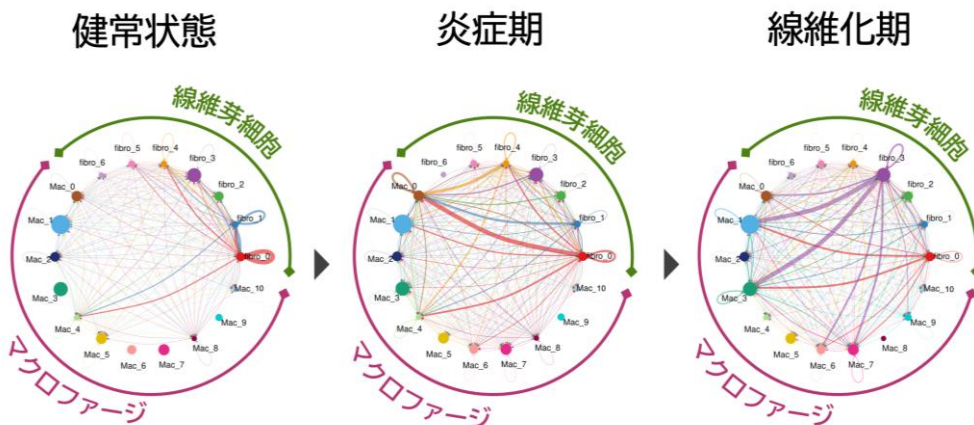 健常状態
炎症期
線維化期
線維芽細胞
fibro_6
fibro_5
fibro_4
fibro_3
fibro_2
fibro_1
fibro_0
Mac_0
Mac_1
Mac_2
Mac_3
Mac_4
Mac_5
Mac_6
Mac_7
Mac_8
Mac_9
Mac_10
マクロファージ
線維芽細胞
fibro_6
fibro_5
fibro_4
fibro_3
fibro_2
fibro_1
fibro_0
Mac_0
Mac_1
Mac_2
Mac_3
Mac_4
Mac_5
Mac_6
Mac_7
Mac_8
Mac_9
Mac_10
マクロファージ
線維芽細胞
fibro_6
fibro_5
fibro_4
fibro_3
fibro_2
fibro_1
fibro_0
Mac_0
Mac_1
Mac_2
Mac_3
Mac_4
Mac_5
Mac_6
Mac_7
Mac_8
Mac_9
Mac_10
マクロファージ